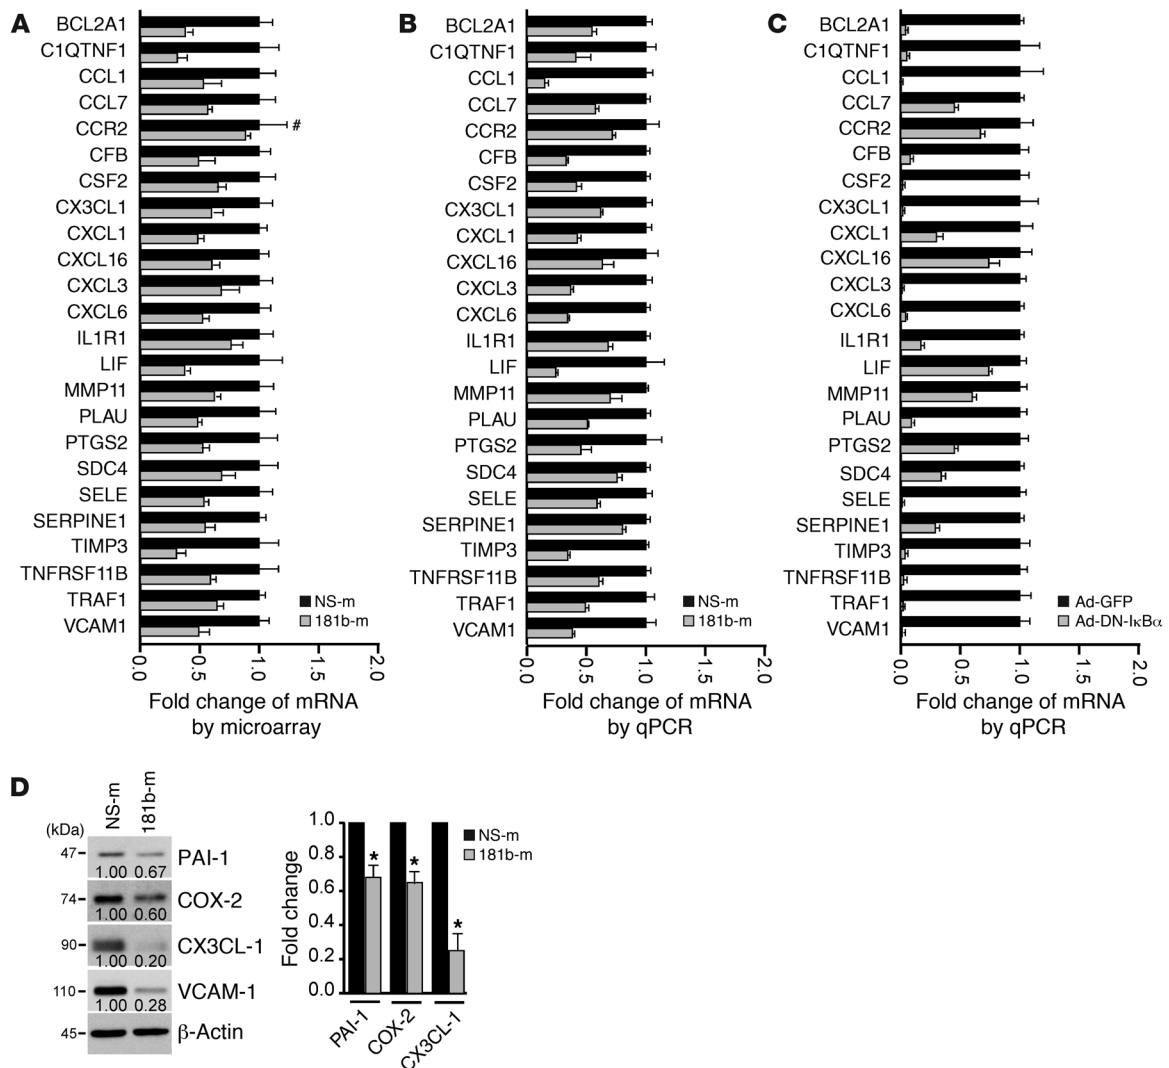 A
BCL2A1
C1QTNF1
CCL1
CCL7
CCR2
#
CFB
CSF2
CX3CL1
CXCL1
CXCL16
CXCL3
CXCL6
IL1R1
LIF
MMP11
PLAU
PTGS2
SDC4
SELE
SERPINE1
TIMP3
TNFRSF11B
TRAF1
VCAM1
NS-m
181b-m
0.0 0.5 1.0 1.5 2.0
Fold change of mRNA
by microarray
B
BCL2A1
C1QTNF1
CCL1
CCL7
CCR2
CFB
CSF2
CX3CL1
CXCL1
CXCL16
CXCL3
CXCL6
IL1R1
LIF
MMP11
PLAU
PTGS2
SDC4
SELE
SERPINE1
TIMP3
TNFRSF11B
TRAF1
VCAM1
NS-m
181b-m
0.0 0.5 1.0 1.5 2.0
Fold change of mRNA
by qPCR
C
BCL2A1
C1QTNF1
CCL1
CCL7
CCR2
CFB
CSF2
CX3CL1
CXCL1
CXCL16
CXCL3
CXCL6
IL1R1
LIF
MMP11
PLAU
PTGS2
SDC4
SELE
SERPINE1
TIMP3
TNFRSF11B
TRAF1
VCAM1
Ad-GFP
Ad-DN-IκBα
0.0 0.5 1.0 1.5 2.0
Fold change of mRNA
by qPCR
D
NS-m 181b-m
(kDa)
47 PAI-1
1.00 0.67
74 COX-2
1.00 0.60
90 CX3CL-1
1.00 0.20
110 VCAM-1
1.00 0.28
45 β-Actin
Fold change
1.0
0.8
0.6
0.4
0.2
0.0
* * *
NS-m
181b-m
PAI-1 COX-2 CX3CL-1